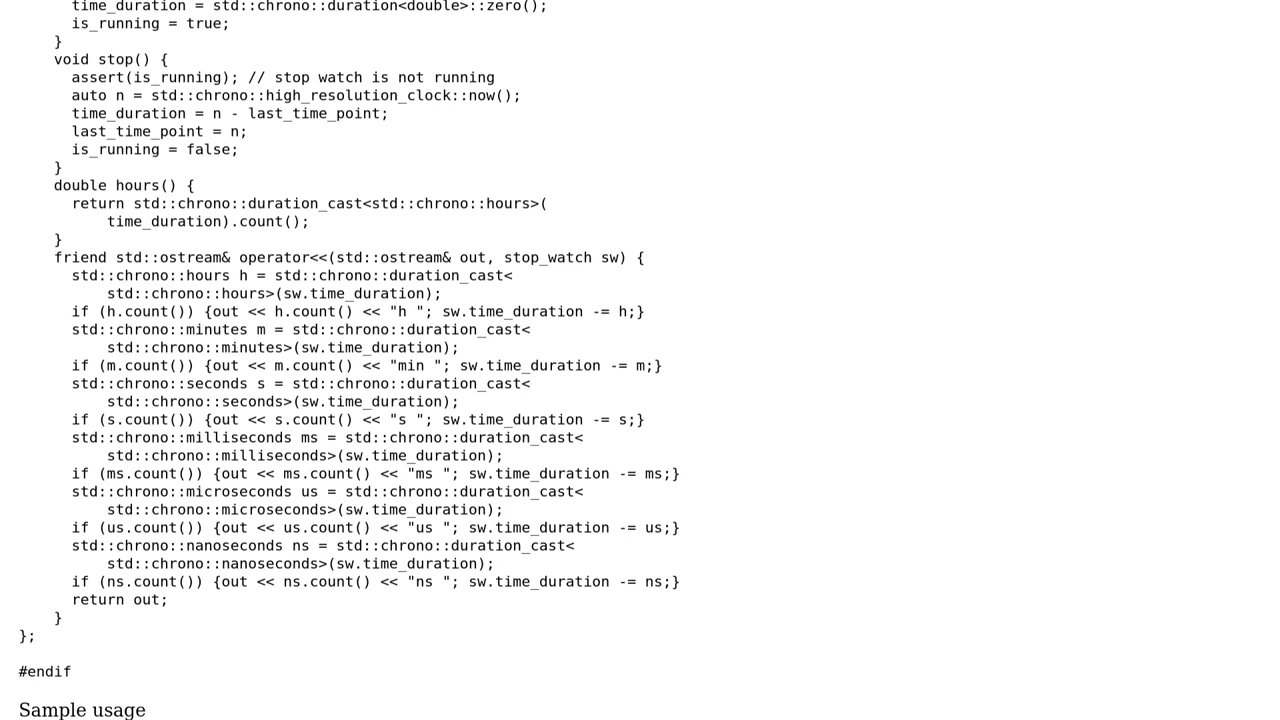 time_duration = std::chrono::duration<double>::zero();
is_running = true;
}
void stop() {
assert(is_running); // stop watch is not running
auto n = std::chrono::high_resolution_clock::now();
time_duration = n - last_time_point;
last_time_point = n;
is_running = false;
}
double hours() {
return std::chrono::duration_cast<std::chrono::hours>(
time_duration).count();
}
friend std::ostream& operator<<(std::ostream& out, stop_watch sw) {
std::chrono::hours h = std::chrono::duration_cast<
std::chrono::hours>(sw.time_duration);
if (h.count()) {out << h.count() << "h "; sw.time_duration -= h;}
std::chrono::minutes m = std::chrono::duration_cast<
std::chrono::minutes>(sw.time_duration);
if (m.count()) {out << m.count() << "min "; sw.time_duration -= m;}
std::chrono::seconds s = std::chrono::duration_cast<
std::chrono::seconds>(sw.time_duration);
if (s.count()) {out << s.count() << "s "; sw.time_duration -= s;}
std::chrono::milliseconds ms = std::chrono::duration_cast<
std::chrono::milliseconds>(sw.time_duration);
if (ms.count()) {out << ms.count() << "ms "; sw.time_duration -= ms;}
std::chrono::microseconds us = std::chrono::duration_cast<
std::chrono::microseconds>(sw.time_duration);
if (us.count()) {out << us.count() << "us "; sw.time_duration -= us;}
std::chrono::nanoseconds ns = std::chrono::duration_cast<
std::chrono::nanoseconds>(sw.time_duration);
if (ns.count()) {out << ns.count() << "ns "; sw.time_duration -= ns;}
return out;
}
};
#endif
Sample usage